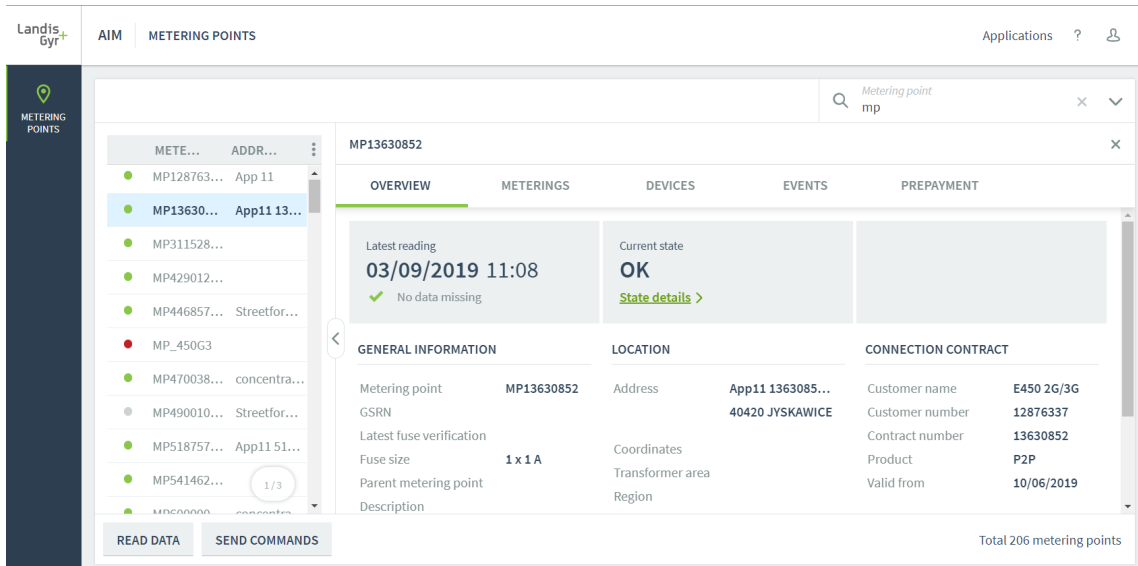 Landis+
Gyr
AIM
METERING POINTS
Applications
?
METERING
POINTS
Metering point
mp
METE...
ADDR...
MP128763... App 11
MP13630... App11 13...
MP311528...
MP429012...
MP446857... Streetfor...
MP_450G3
MP470038... concentra...
MP490010... Streetfor...
MP518757... App11 51...
MP541462...
1/3
MP600000... concentra...
MP13630852
OVERVIEW
METERINGS
DEVICES
EVENTS
PREPAYMENT
Latest reading
03/09/2019 11:08
No data missing
Current state
OK
State details
GENERAL INFORMATION
Metering point MP13630852
GSRN
Latest fuse verification
Fuse size 1 x 1 A
Parent metering point
Description
LOCATION
Address App11 1363085...
40420 JYSKAWICE
Coordinates
Transformer area
Region
CONNECTION CONTRACT
Customer name E450 2G/3G
Customer number 12876337
Contract number 13630852
Product P2P
Valid from 10/06/2019
READ DATA
SEND COMMANDS
Total 206 metering points